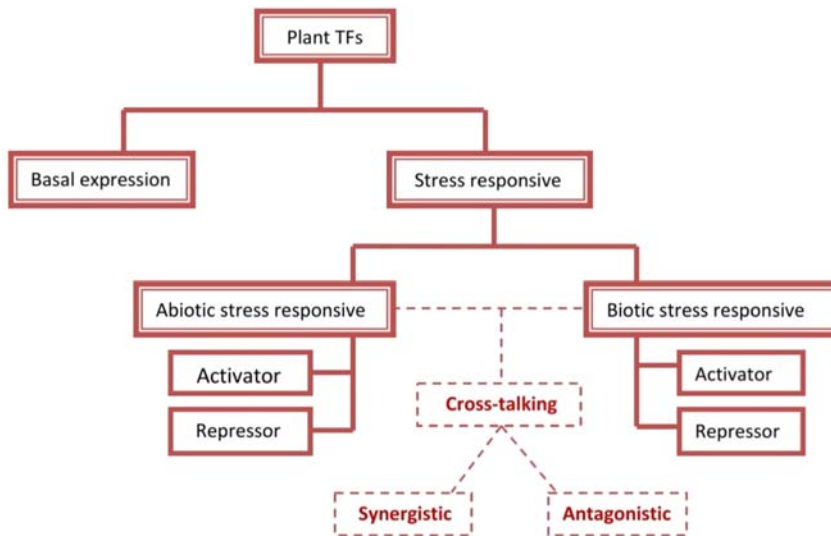 Plant TFs
Basal expression
Stress responsive
Abiotic stress responsive
Biotic stress responsive
Activator
Activator
Cross-talking
Repressor
Repressor
Synergistic
Antagonistic